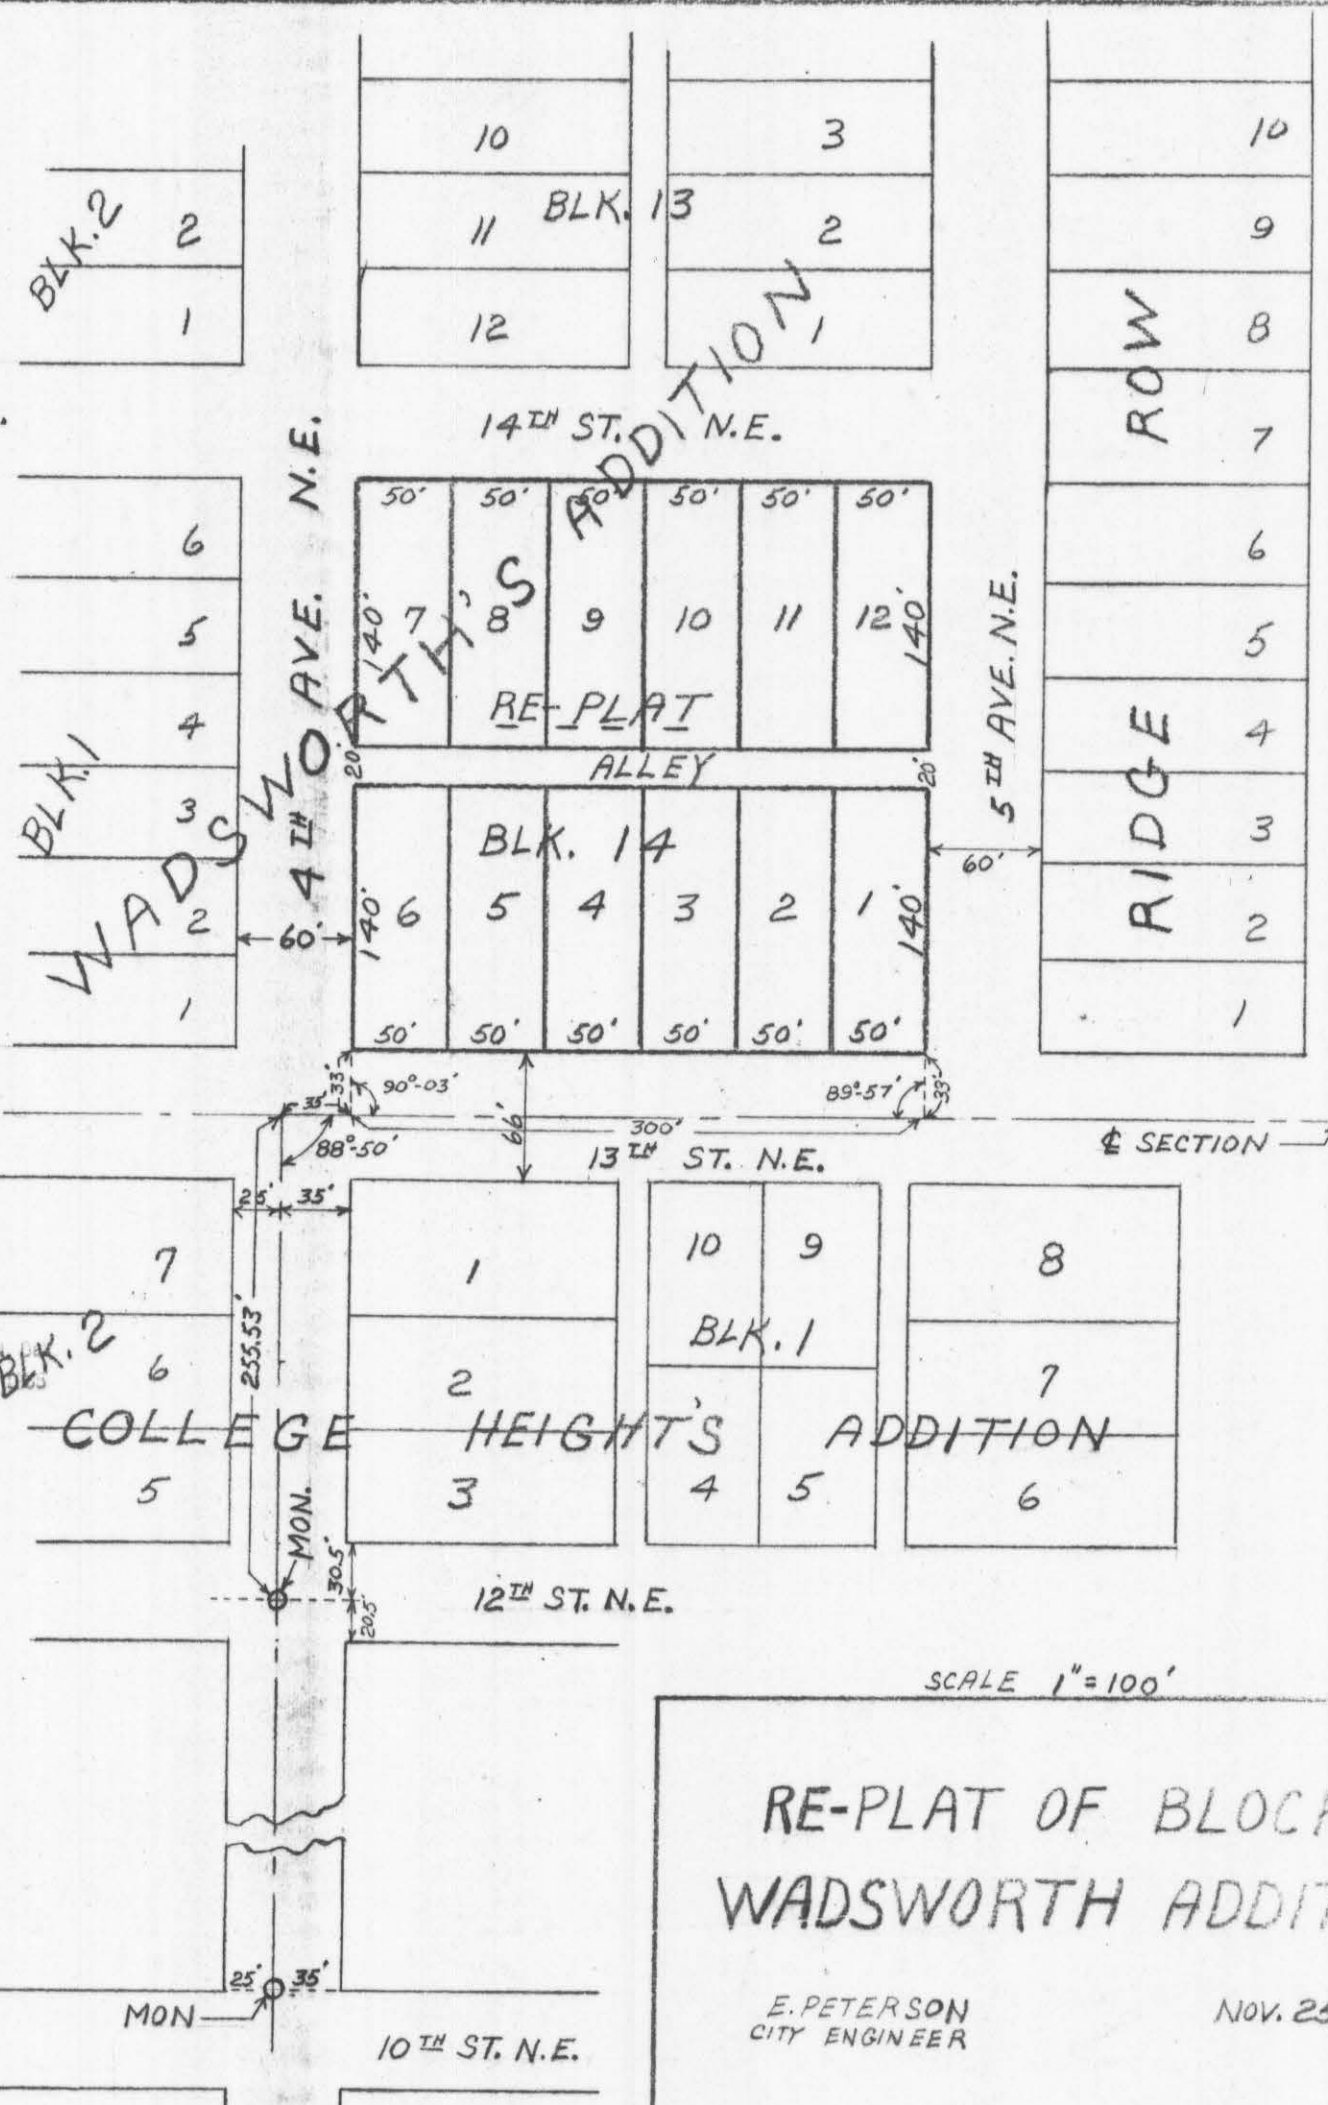 10
3
10
BLK. 13
BLK. 2
2
11
2
9
1
12
1
8
ROW
7
14TH ST. N.E.
WADSWORTH'S ADDITION
4TH AVE. N.E.
50' 50' 50' 50' 50' 50'
6
6
140' 7 8 9 10 11 12 140'
5
5
5TH AVE. N.E.
RE-PLAT
4
4
RIDGE
20' ALLEY 20'
BLK. 1
3
3
BLK. 14
60'
2
60'
140' 6 5 4 3 2 1 140'
2
1
50' 50' 50' 50' 50' 50'
1
33' 90°-03' 89°-57' 33'
35'
66'
300'
88°-50'
13TH ST. N.E.
℄ SECTION
25' 35'
7
1
10 9
8
255.53'
BLK. 1
BLK. 2
6
2
7
COLLEGE HEIGHT'S ADDITION
5
3
4 5
6
MON.
30.5'
20.5'
12TH ST. N.E.
SCALE 1"=100'
RE-PLAT OF BLOCK
WADSWORTH ADDIT
25' 35'
MON
E. PETERSON
CITY ENGINEER
NOV. 25
10TH ST. N.E.